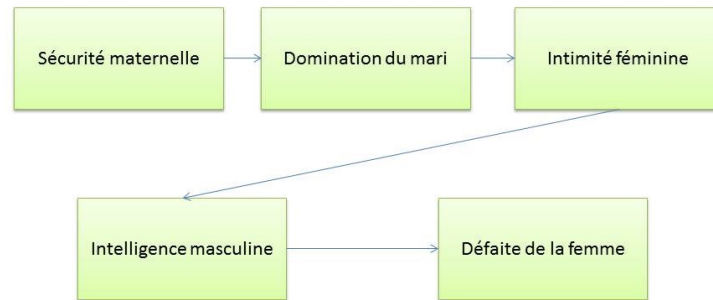 Sécurité maternelle
Domination du mari
Intimité féminine
Intelligence masculine
Défaite de la femme